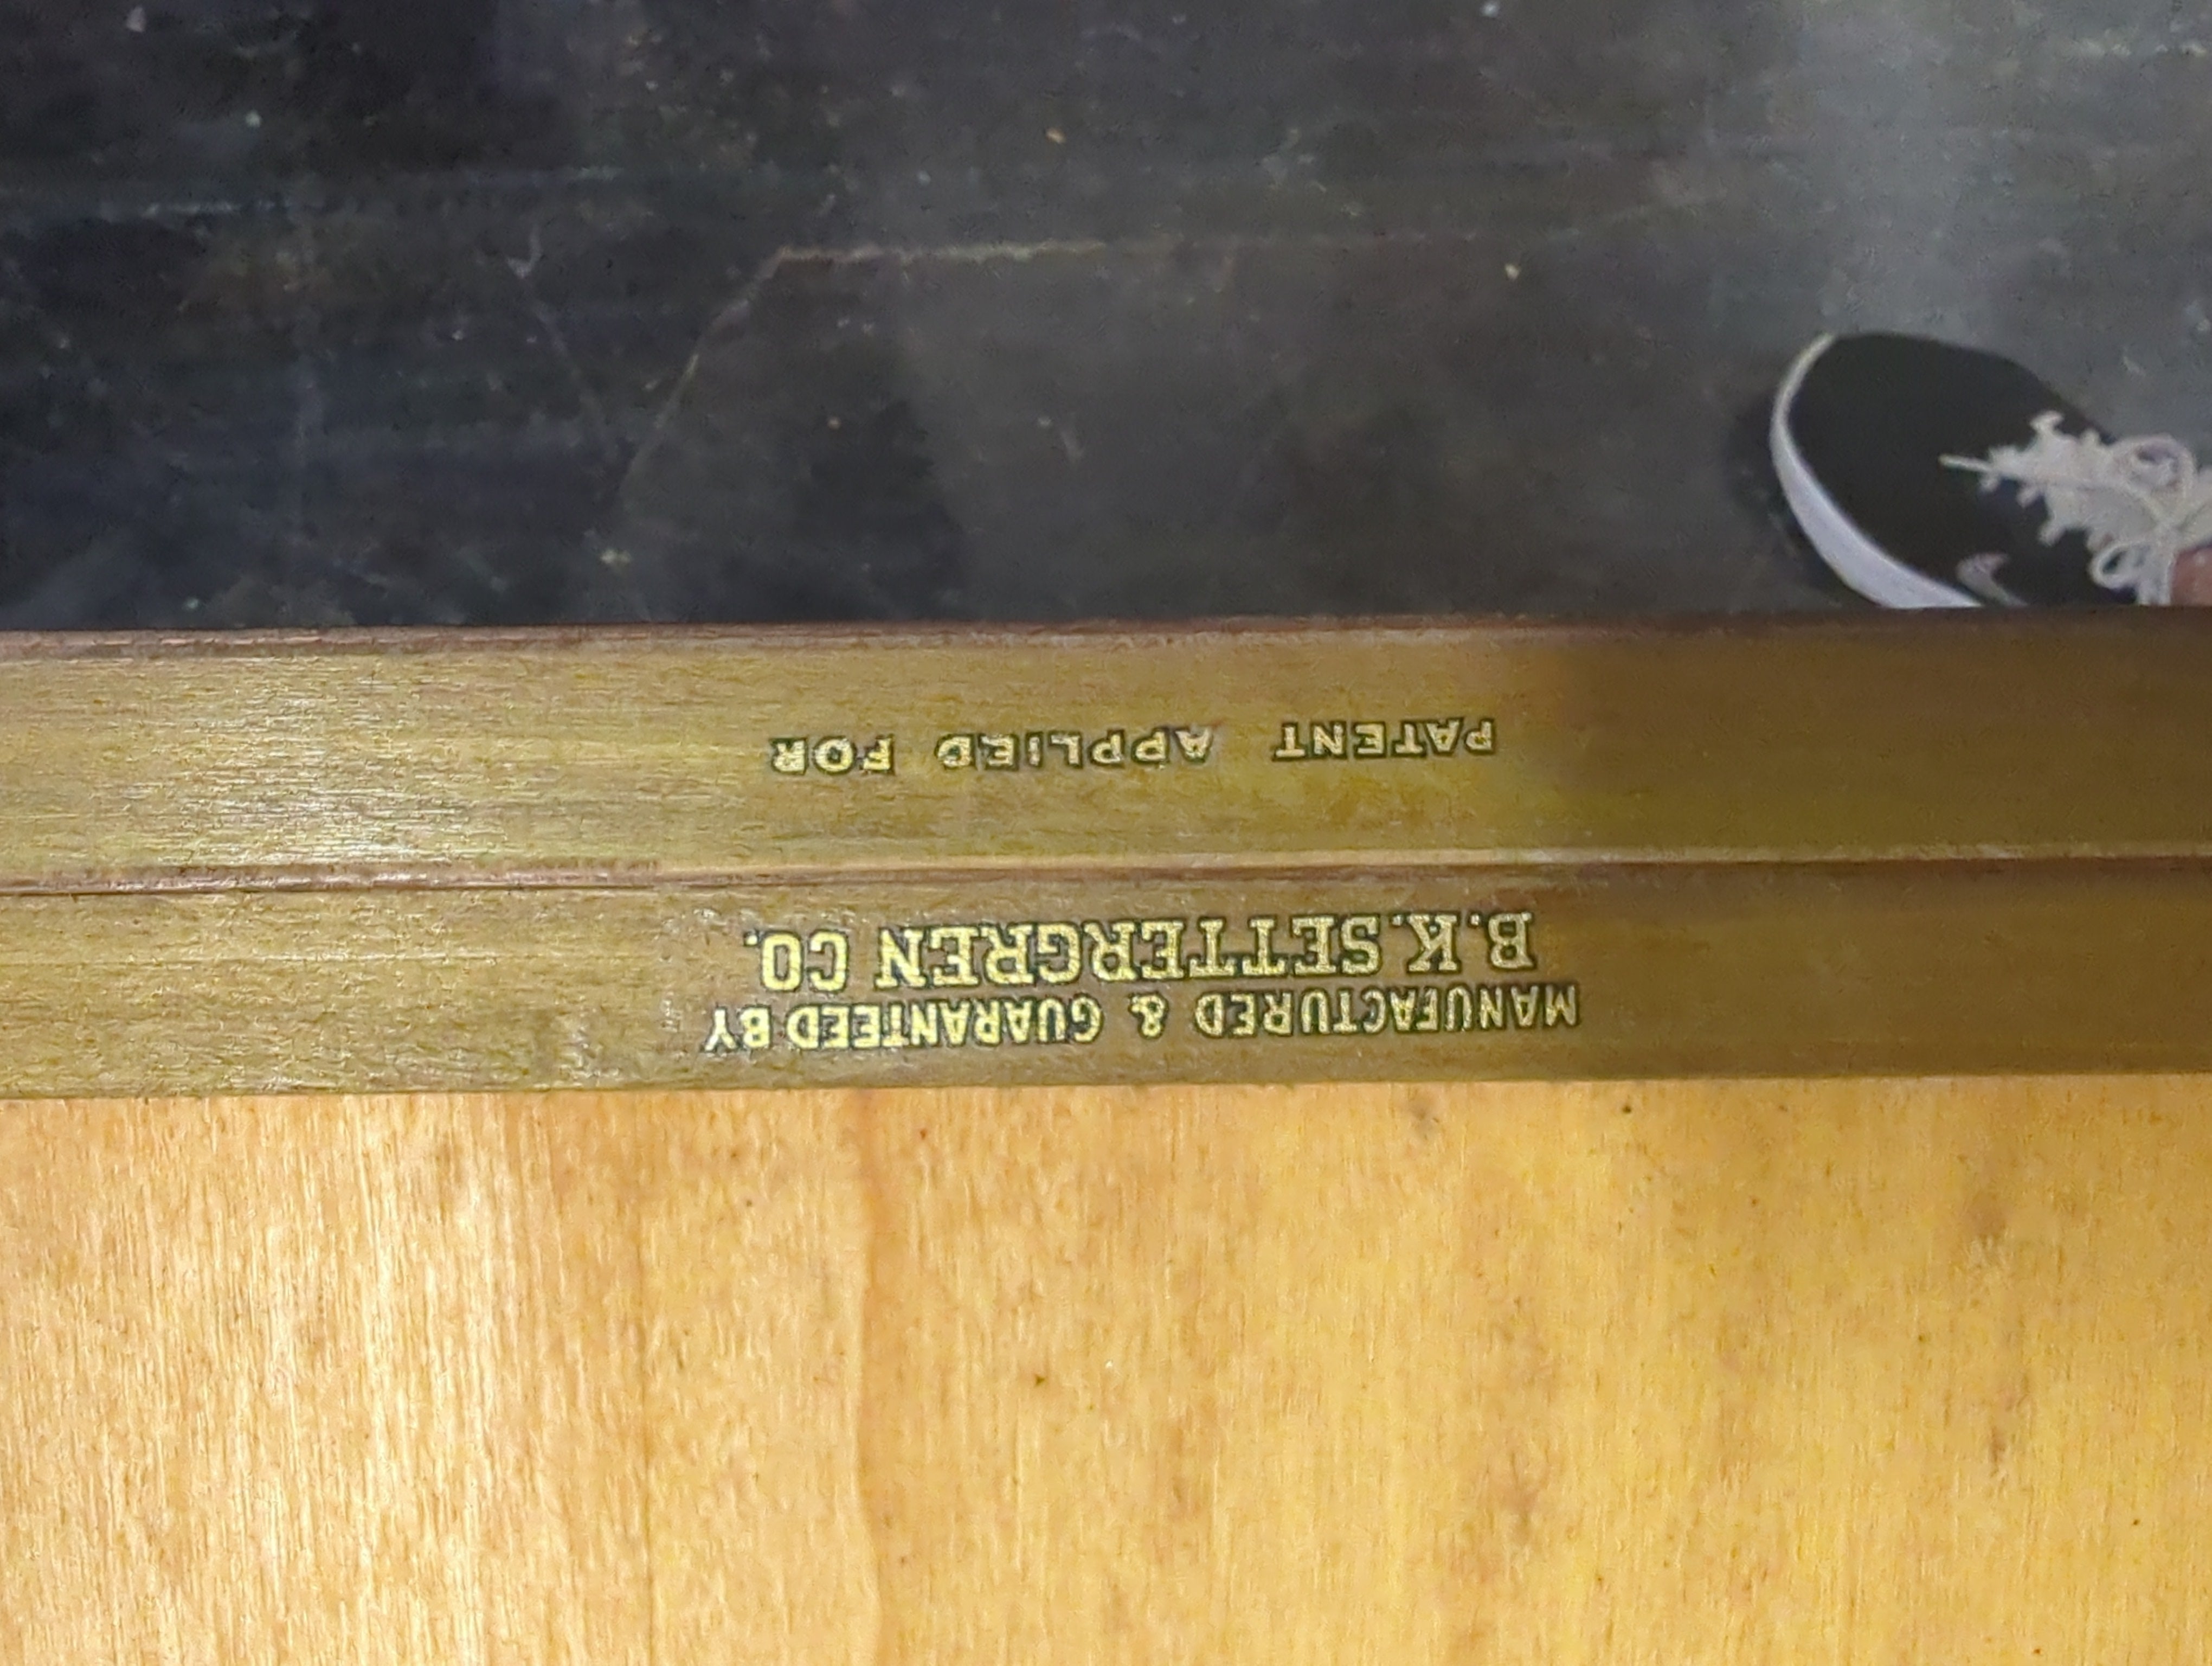 MANUFACTURED & GUARANTEED BY
B.K.SETTERGREN CO.
PATENT APPLIED FOR